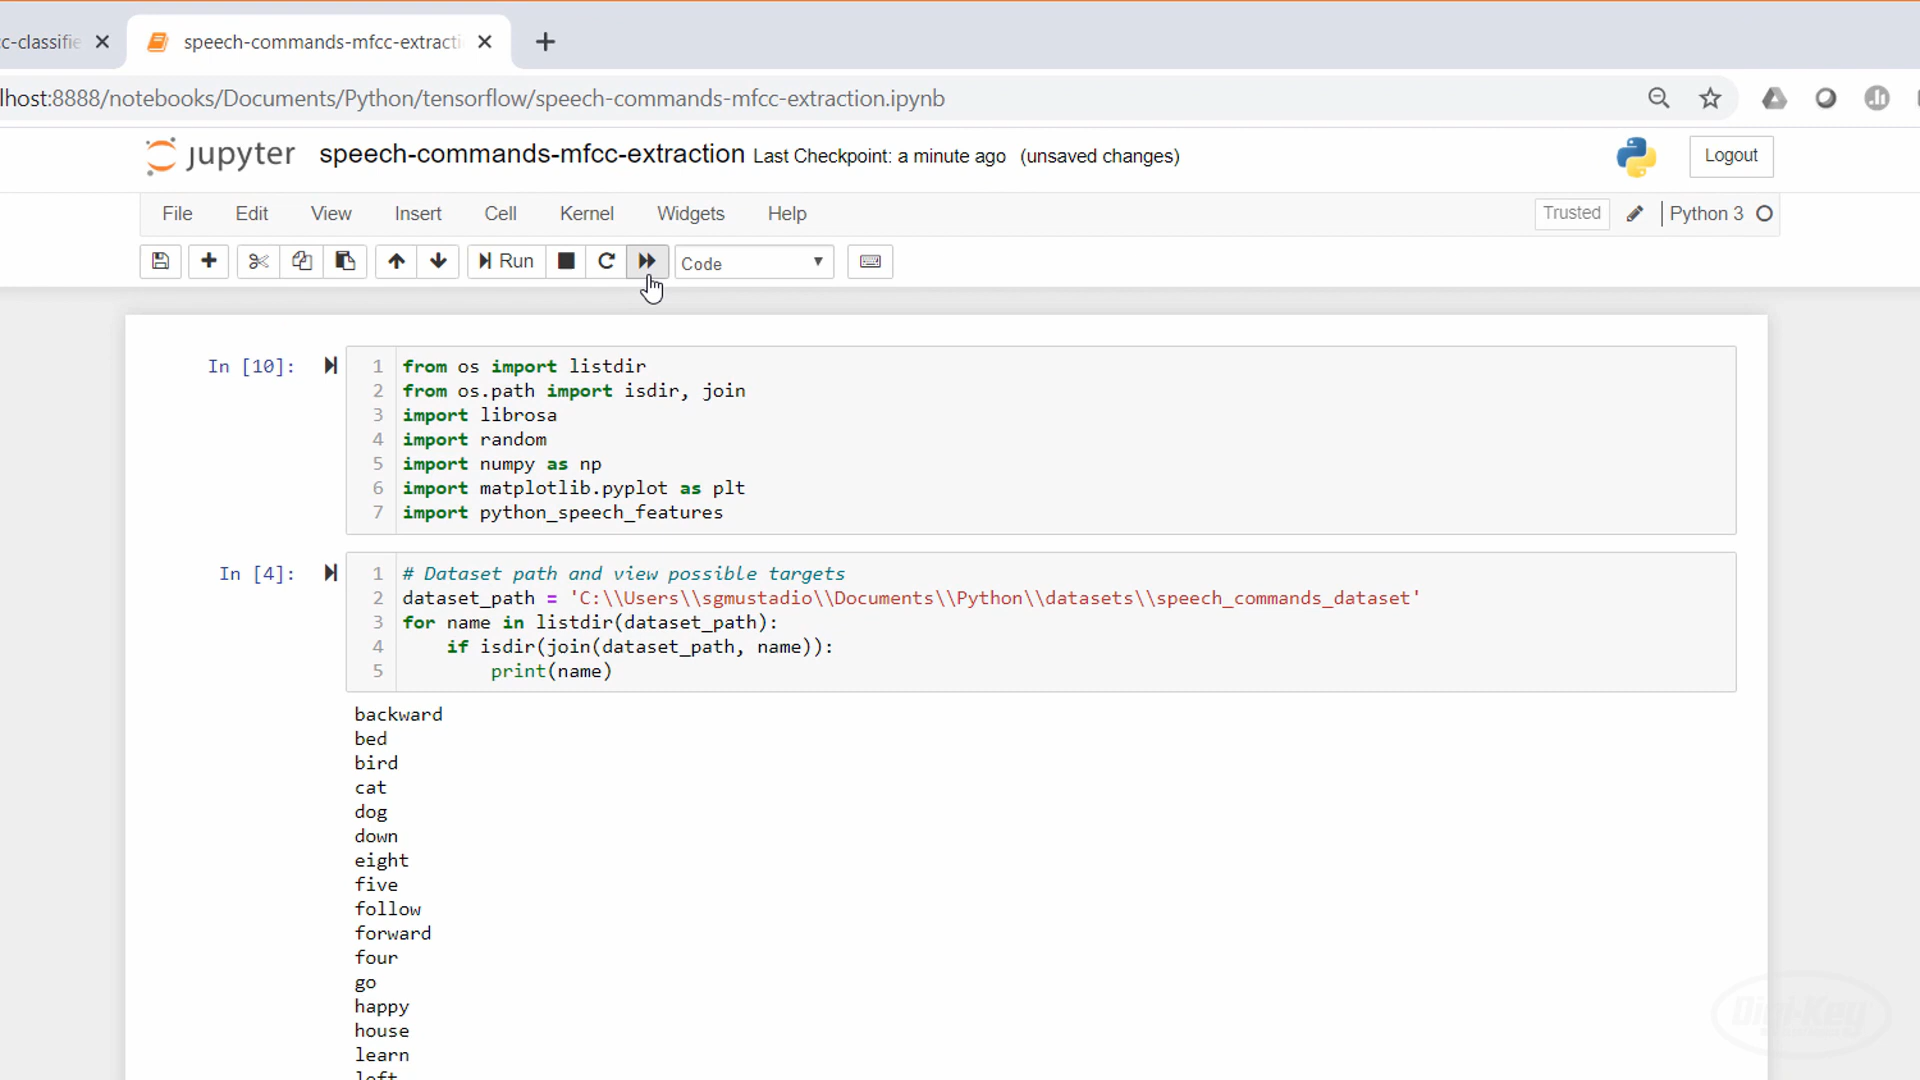 c-classifie
speech-commands-mfcc-extracti
lhost:8888/notebooks/Documents/Python/tensorflow/speech-commands-mfcc-extraction.ipynb
jupyter speech-commands-mfcc-extraction Last Checkpoint: a minute ago (unsaved changes) Logout
File Edit View Insert Cell Kernel Widgets Help Trusted Python 3
Run Code
In [10]:
1 from os import listdir
2 from os.path import isdir, join
3 import librosa
4 import random
5 import numpy as np
6 import matplotlib.pyplot as plt
7 import python_speech_features
In [4]:
1 # Dataset path and view possible targets
2 dataset_path = 'C:\\Users\\sgmustadio\\Documents\\Python\\datasets\\speech_commands_dataset'
3 for name in listdir(dataset_path):
4 if isdir(join(dataset_path, name)):
5 print(name)
backward
bed
bird
cat
dog
down
eight
five
follow
forward
four
go
happy
house
learn
left
Digi-Key